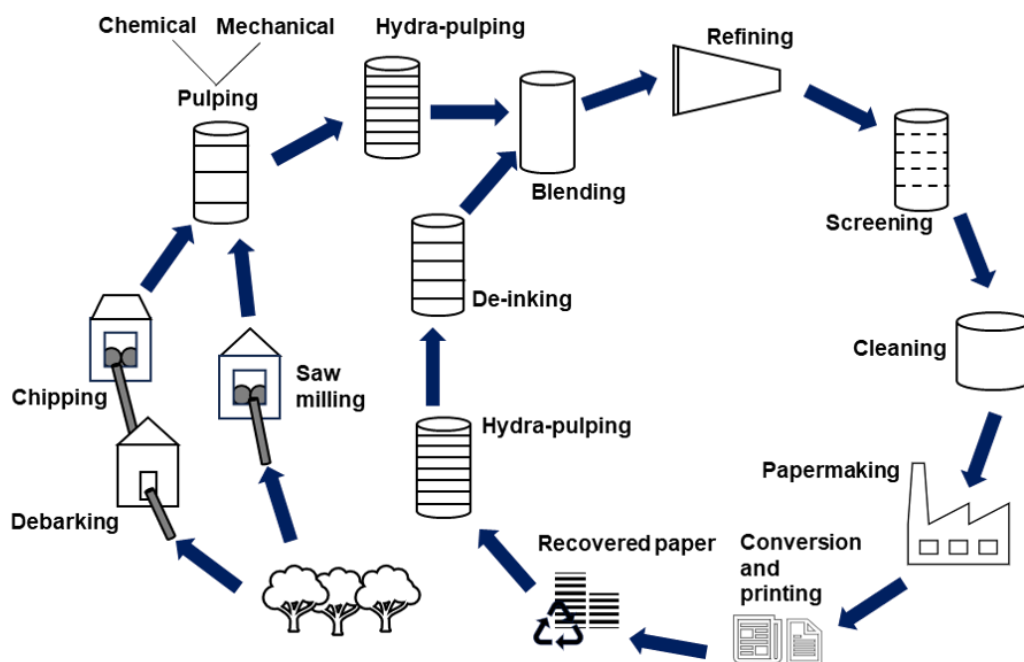 Chemical
Mechanical
Pulping
Hydra-pulping
Blending
Refining
Screening
De-inking
Cleaning
Chipping
Saw
milling
Hydra-pulping
Debarking
Papermaking
Recovered paper
Conversion
and
printing